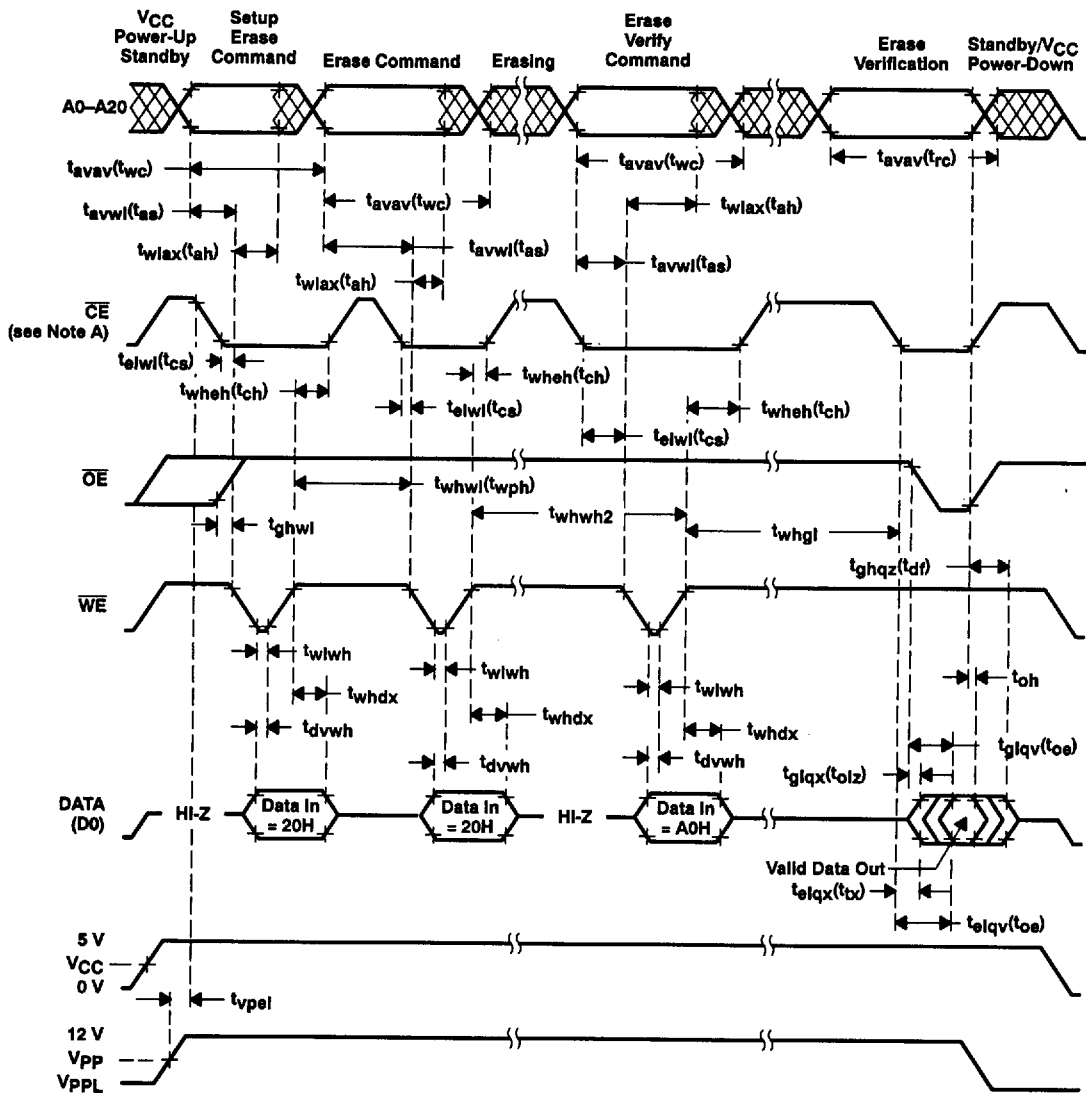 VCC Power-Up Standby
Setup Erase Command
Erase Command
Erasing
Erase Verify Command
Erase Verification
Standby/VCC Power-Down
A0–A20
tavav(twc)
tavav(twc)
tavav(twc)
tavav(trc)
tavwl(tas)
twlax(tah)
twlax(tah)
tavwl(tas)
twlax(tah)
tavwl(tas)
CE
(see Note A)
telwl(tcs)
twheh(tch)
twheh(tch)
telwl(tcs)
twheh(tch)
telwl(tcs)
OE
tghwl
twhwl(twph)
twhwh2
twhgl
tghqz(tdf)
WE
twlwh
twlwh
twlwh
toh
twhdx
twhdx
twhdx
tdvwh
tdvwh
tdvwh
tglqv(toe)
tglqx(tolz)
DATA
(D0)
HI-Z
Data In = 20H
Data In = 20H
HI-Z
Data In = A0H
Valid Data Out
telqx(ttx)
telqv(toe)
5 V
VCC
0 V
tvpel
12 V
VPP
VPPL